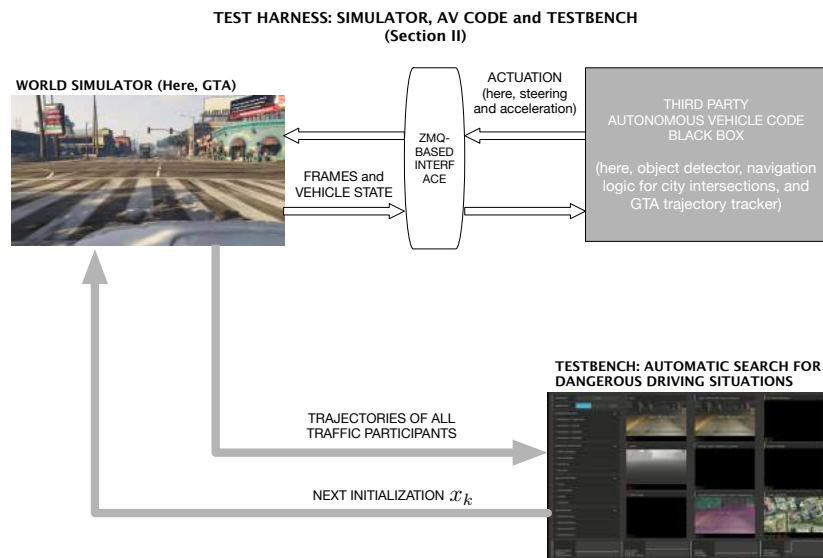 TEST HARNESS: SIMULATOR, AV CODE and TESTBENCH
(Section II)
WORLD SIMULATOR (Here, GTA)
ACTUATION
(here, steering
and acceleration)
FRAMES and
VEHICLE STATE
ZMQ-
BASED
INTERF
ACE
THIRD PARTY
AUTONOMOUS VEHICLE CODE
BLACK BOX
(here, object detector, navigation
logic for city intersections, and
GTA trajectory tracker)
TESTBENCH: AUTOMATIC SEARCH FOR
DANGEROUS DRIVING SITUATIONS
TRAJECTORIES OF ALL
TRAFFIC PARTICIPANTS
NEXT INITIALIZATION x_k